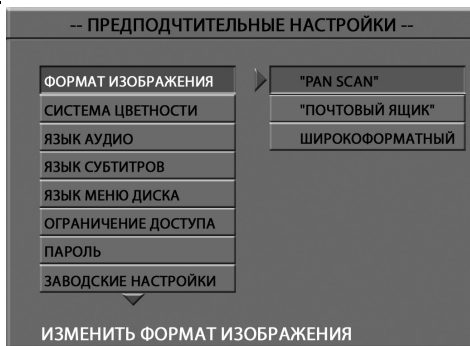 -- ПРЕДПОДЧТИТЕЛЬНЫЕ НАСТРОЙКИ --
ФОРМАТ ИЗОБРАЖЕНИЯ
"PAN SCAN"
СИСТЕМА ЦВЕТНОСТИ
"ПОЧТОВЫЙ ЯЩИК"
ЯЗЫК АУДИО
ШИРОКОФОРМАТНЫЙ
ЯЗЫК СУБТИТРОВ
ЯЗЫК МЕНЮ ДИСКА
ОГРАНИЧЕНИЕ ДОСТУПА
ПАРОЛЬ
ЗАВОДСКИЕ НАСТРОЙКИ
ИЗМЕНИТЬ ФОРМАТ ИЗОБРАЖЕНИЯ